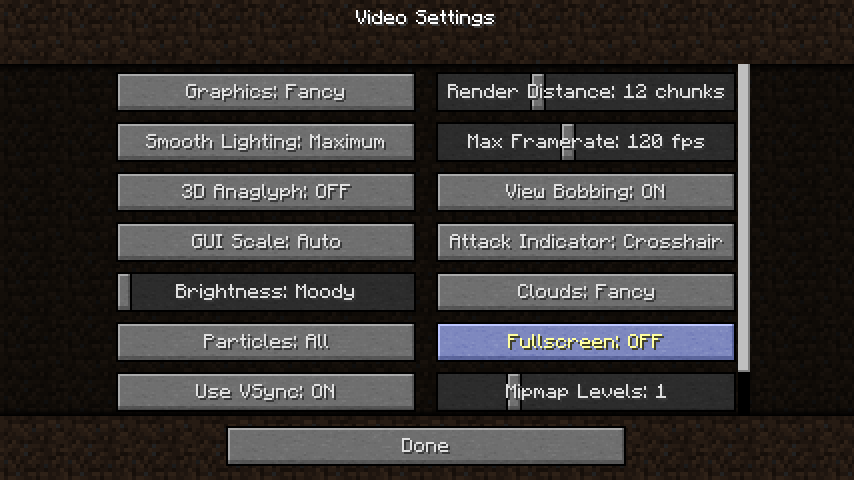 Video Settings
Graphics: Fancy
Render Distance: 12 chunks
Smooth Lighting: Maximum
Max Framerate: 120 fps
3D Anaglyph: OFF
View Bobbing: ON
GUI Scale: Auto
Attack Indicator: Crosshair
Brightness: Moody
Clouds: Fancy
Particles: All
Fullscreen: OFF
Use VSync: ON
Mipmap Levels: 1
Done